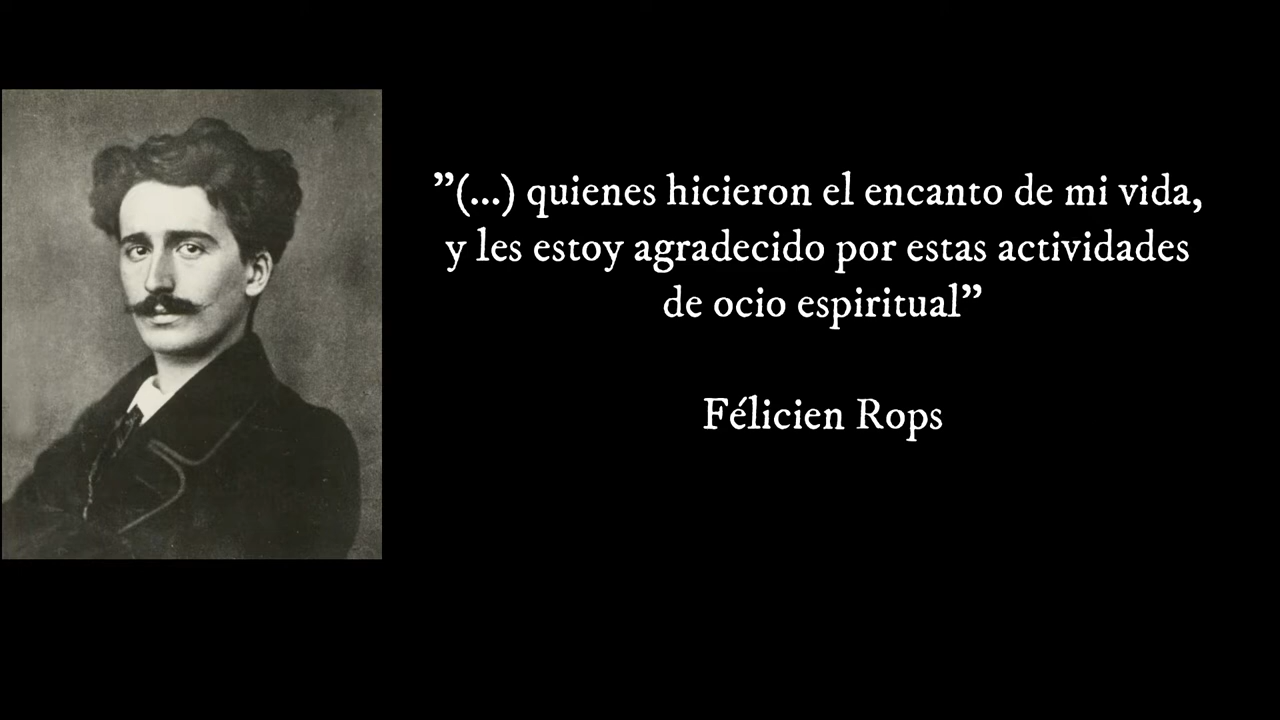 ”(...) quienes hicieron el encanto de mi vida,
y les estoy agradecido por estas actividades
de ocio espiritual”
Félicien Rops